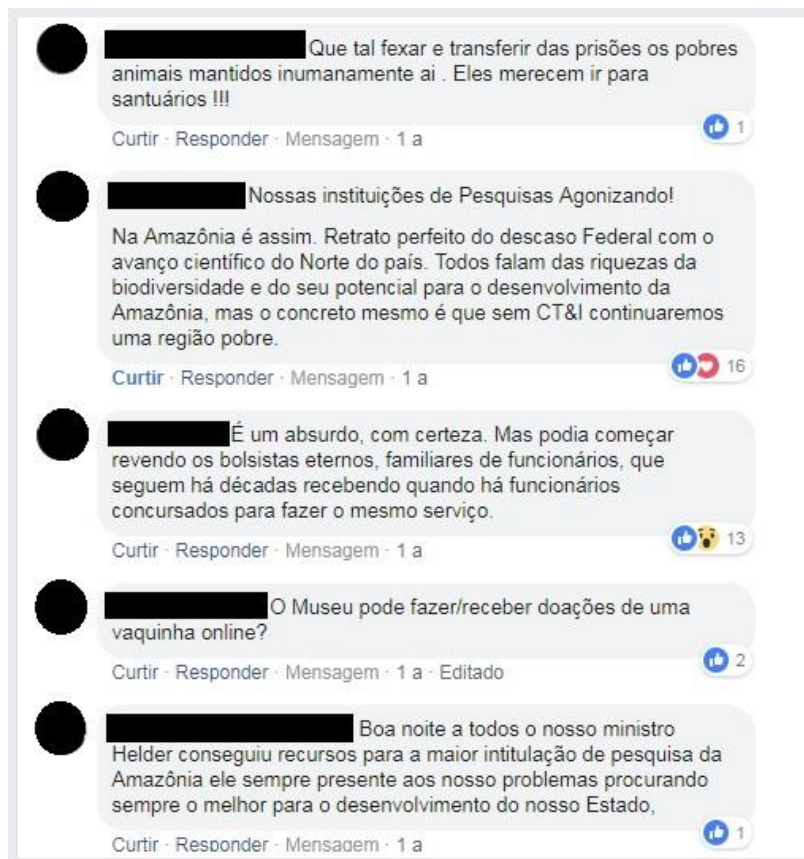 Que tal fexar e transferir das prisões os pobres
animais mantidos inumanamente ai . Eles merecem ir para
santuários !!!
1
Curtir · Responder · Mensagem · 1 a
Nossas instituições de Pesquisas Agonizando!
Na Amazônia é assim. Retrato perfeito do descaso Federal com o
avanço científico do Norte do país. Todos falam das riquezas da
biodiversidade e do seu potencial para o desenvolvimento da
Amazônia, mas o concreto mesmo é que sem CT&I continuaremos
uma região pobre.
16
Curtir · Responder · Mensagem · 1 a
É um absurdo, com certeza. Mas podia começar
revendo os bolsistas eternos, familiares de funcionários, que
seguem há décadas recebendo quando há funcionários
concursados para fazer o mesmo serviço.
13
Curtir · Responder · Mensagem · 1 a
O Museu pode fazer/receber doações de uma
vaquinha online?
2
Curtir · Responder · Mensagem · 1 a · Editado
Boa noite a todos o nosso ministro
Helder conseguiu recursos para a maior intitulação de pesquisa da
Amazônia ele sempre presente aos nosso problemas procurando
sempre o melhor para o desenvolvimento do nosso Estado,
1
Curtir · Responder · Mensagem · 1 a